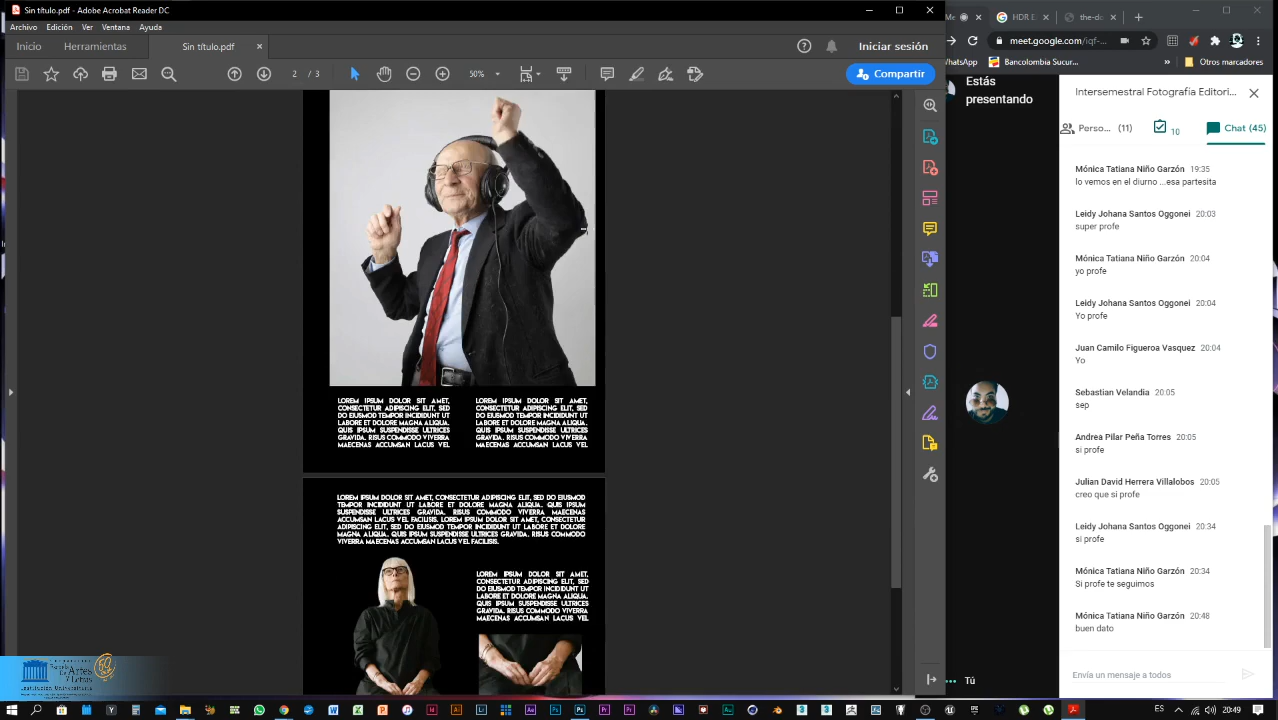 Sin título.pdf - Adobe Acrobat Reader DC
Archivo Edición Ver Ventana Ayuda
Inicio Herramientas Sin título.pdf × Iniciar sesión
2 / 3 50% Compartir
LOREM IPSUM DOLOR SIT AMET,
CONSECTETUR ADIPISCING ELIT, SED
DO EIUSMOD TEMPOR INCIDIDUNT UT
LABORE ET DOLORE MAGNA ALIQUA.
QUIS IPSUM SUSPENDISSE ULTRICES
GRAVIDA. RISUS COMMODO VIVERRA
MAECENAS ACCUMSAN LACUS VEL
LOREM IPSUM DOLOR SIT AMET,
CONSECTETUR ADIPISCING ELIT, SED
DO EIUSMOD TEMPOR INCIDIDUNT UT
LABORE ET DOLORE MAGNA ALIQUA.
QUIS IPSUM SUSPENDISSE ULTRICES
GRAVIDA. RISUS COMMODO VIVERRA
MAECENAS ACCUMSAN LACUS VEL
LOREM IPSUM DOLOR SIT AMET, CONSECTETUR ADIPISCING ELIT, SED DO EIUSMOD
TEMPOR INCIDIDUNT UT LABORE ET DOLORE MAGNA ALIQUA. QUIS IPSUM
SUSPENDISSE ULTRICES GRAVIDA. RISUS COMMODO VIVERRA MAECENAS
ACCUMSAN LACUS VEL FACILISIS. LOREM IPSUM DOLOR SIT AMET, CONSECTETUR
ADIPISCING ELIT, SED DO EIUSMOD TEMPOR INCIDIDUNT UT LABORE ET DOLORE
MAGNA ALIQUA. QUIS IPSUM SUSPENDISSE ULTRICES GRAVIDA. RISUS COMMODO
VIVERRA MAECENAS ACCUMSAN LACUS VEL FACILISIS.
LOREM IPSUM DOLOR SIT AMET,
CONSECTETUR ADIPISCING ELIT, SED
DO EIUSMOD TEMPOR INCIDIDUNT UT
LABORE ET DOLORE MAGNA ALIQUA.
QUIS IPSUM SUSPENDISSE ULTRICES
GRAVIDA. RISUS COMMODO VIVERRA
MAECENAS ACCUMSAN LACUS VEL
Me HDR E the-d
meet.google.com/iqf-...
WhatsApp Bancolombia Sucur... » Otros marcadores
Estás
presentando
Tú
Intersemestral Fotografía Editori...
Perso... (11) 10 Chat (45)
Mónica Tatiana Niño Garzón 19:35
lo vemos en el diurno ...esa partesita
Leidy Johana Santos Oggonei 20:03
super profe
Mónica Tatiana Niño Garzón 20:04
yo profe
Leidy Johana Santos Oggonei 20:04
Yo profe
Juan Camilo Figueroa Vasquez 20:04
Yo
Sebastian Velandia 20:05
sep
Andrea Pilar Peña Torres 20:05
si profe
Julian David Herrera Villalobos 20:05
creo que si profe
Leidy Johana Santos Oggonei 20:34
si profe
Mónica Tatiana Niño Garzón 20:34
Si profe te seguimos
Mónica Tatiana Niño Garzón 20:48
buen dato
Envía un mensaje a todos
Escuela
de Artes
y Letras
Institución Universitaria
ES 20:49